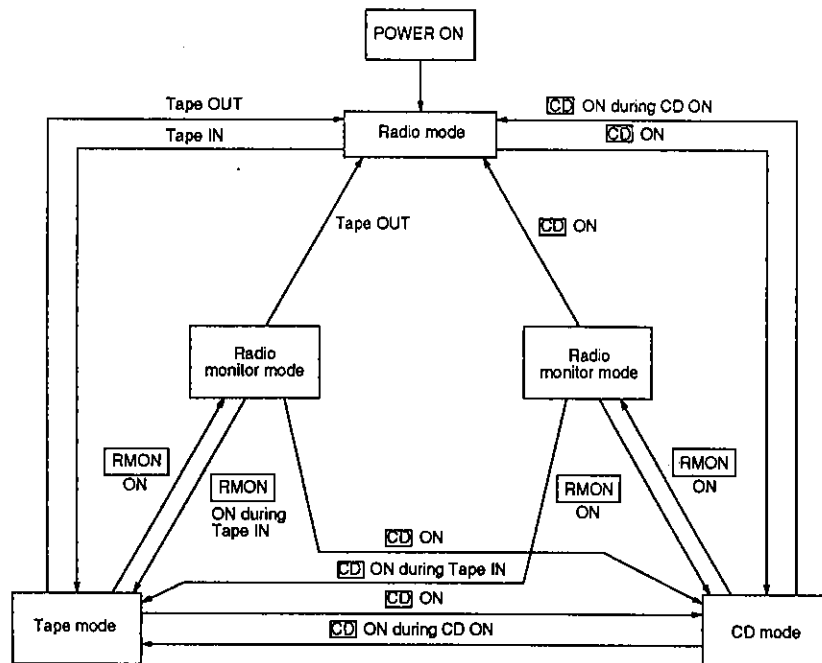 POWER ON
Tape OUT
CD ON during CD ON
Radio mode
Tape IN
CD ON
Tape OUT
CD ON
Radio
monitor mode
Radio
monitor mode
RMON
ON
RMON
ON during
Tape IN
RMON
ON
RMON
ON
CD ON
CD ON during Tape IN
CD ON
Tape mode
CD ON during CD ON
CD mode